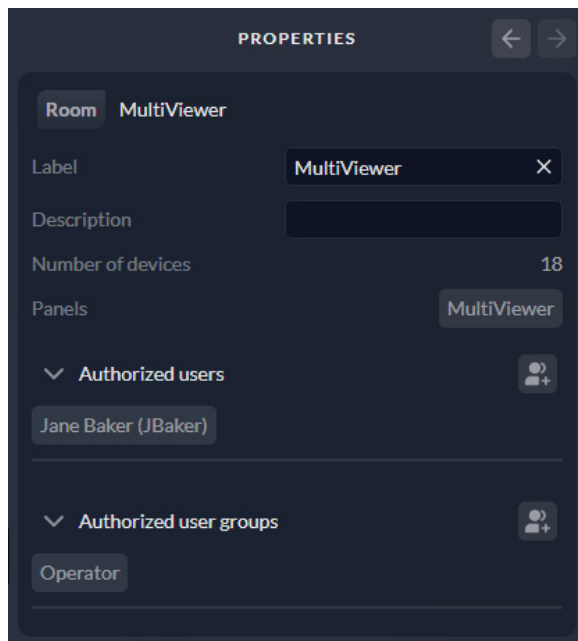 PROPERTIES
Room MultiViewer
Label MultiViewer
Description
Number of devices 18
Panels MultiViewer
Authorized users
Jane Baker (JBaker)
Authorized user groups
Operator